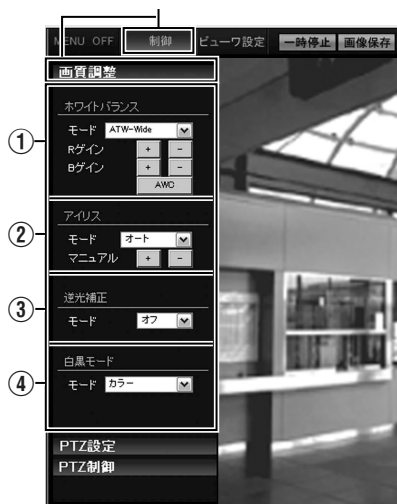 MENU OFF 制御 ビューワ設定 一時停止 画像保存
画質調整
ホワイトバランス
① モード ATW-Wide
Rゲイン + -
Bゲイン + -
AWC
アイリス
② モード オート
マニュアル + -
逆光補正
③ モード オフ
白黒モード
④ モード カラー
PTZ設定
PTZ制御